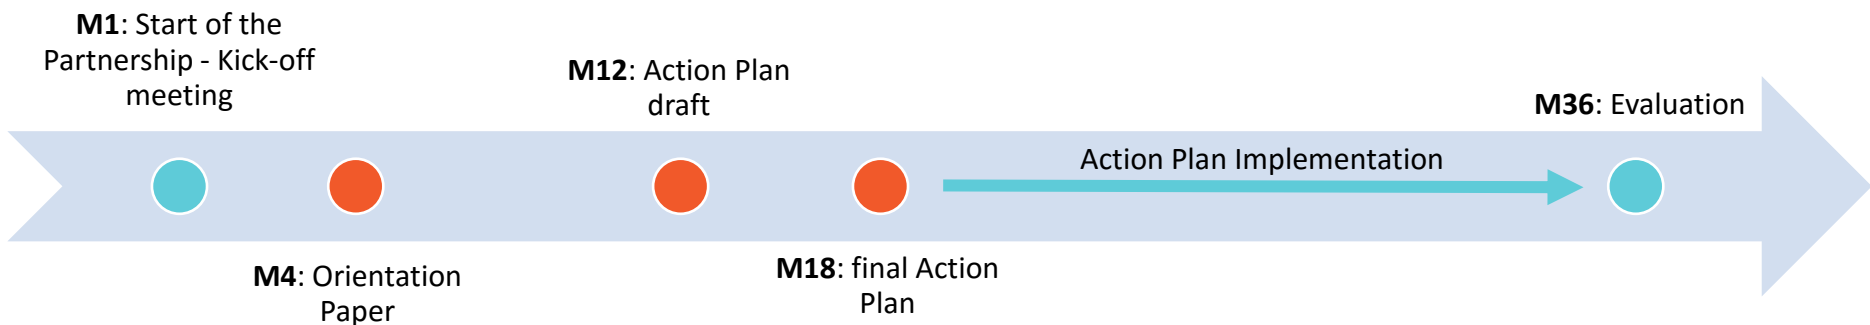 M1: Start of the
Partnership - Kick-off
meeting
M4: Orientation
Paper
M12: Action Plan
draft
M18: final Action
Plan
Action Plan Implementation
M36: Evaluation